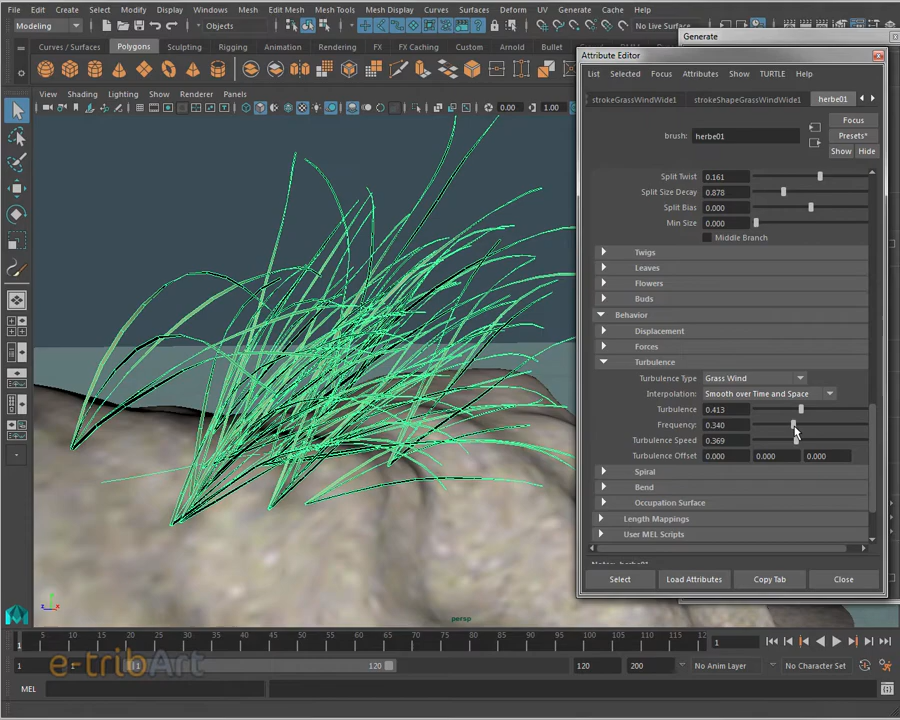 File Edit Create Select Modify Display Windows Mesh Edit Mesh Mesh Tools Mesh Display Curves Surfaces Deform UV Generate Cache
Modeling Objects No Live Surface
Generate
Curves / Surfaces Polygons Sculpting Rigging Animation Rendering FX FX Caching Custom Arnold Bullet
Attribute Editor
List Selected Focus Attributes Show TURTLE Help
View Shading Lighting Show Renderer Panels
0.00 1.00
strokeGrassWindWide1 strokeShapeGrassWindWide1 herbe01
Focus
brush: herbe01 Presets*
Show Hide
Split Twist 0.161
Split Size Decay 0.878
Split Bias 0.000
Min Size 0.000
Middle Branch
Twigs
Leaves
Flowers
Buds
Behavior
Displacement
Forces
Turbulence
Turbulence Type Grass Wind
Interpolation: Smooth over Time and Space
Turbulence 0.413
Frequency: 0.340
Turbulence Speed 0.369
Turbulence Offset 0.000 0.000 0.000
Spiral
Bend
Occupation Surface
Length Mappings
User MEL Scripts
Select Load Attributes Copy Tab Close
persp
5 10 15 20 25 30 35 40 45 50 55 60 65 70 75 80 85 90 95 100 105 110 115 12
1 1
1 1 1 120 120 200 No Anim Layer No Character Set
e-tribArt
MEL